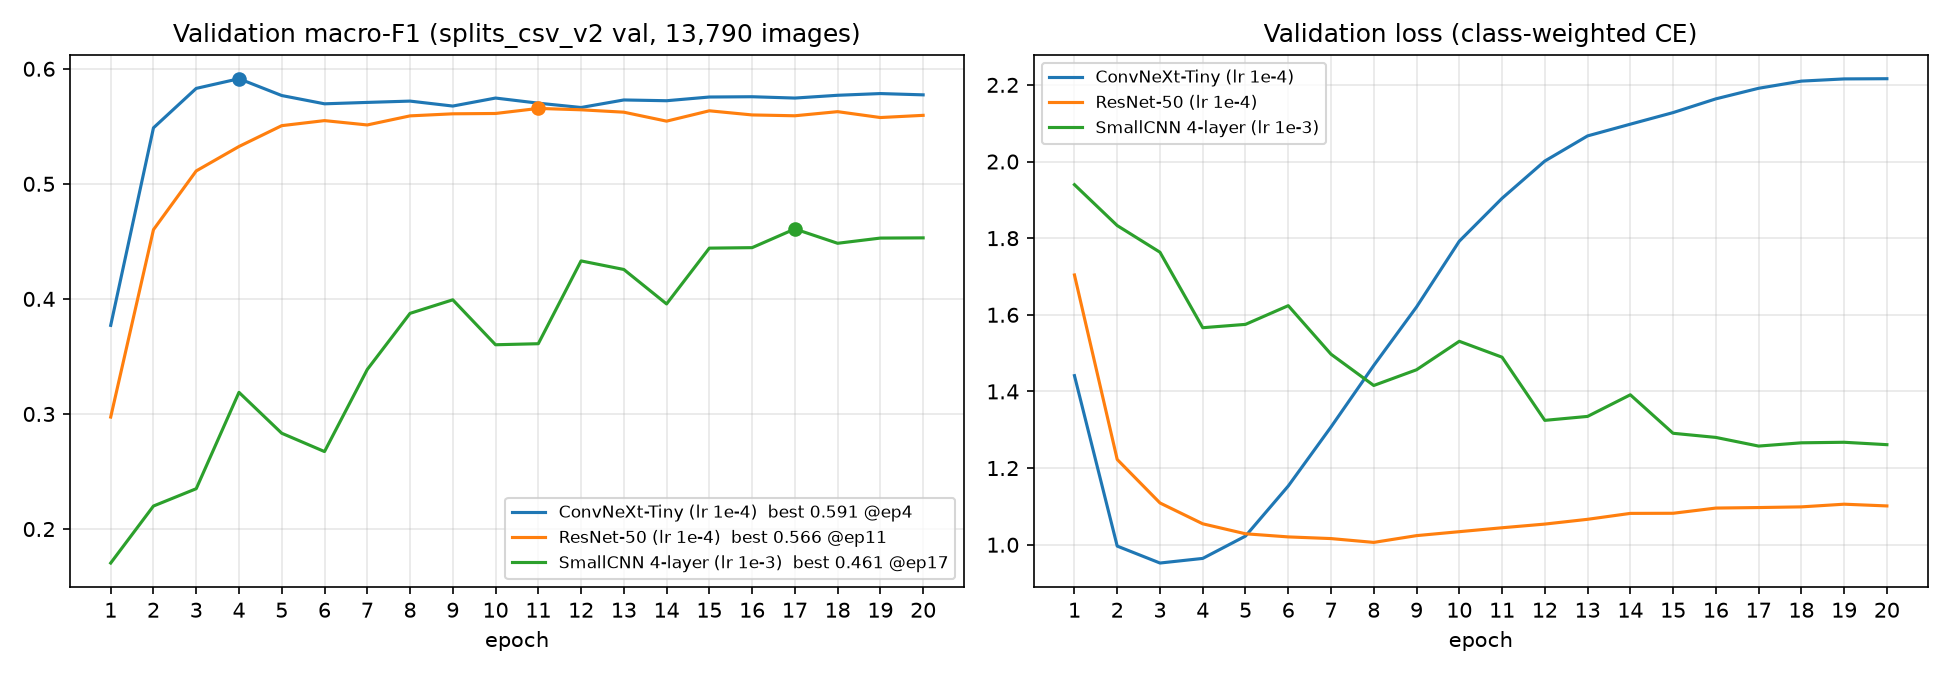 Validation macro-F1 (splits_csv_v2 val, 13,790 images)
0.6
0.5
0.4
0.3
0.2
ConvNeXt-Tiny (lr 1e-4)  best 0.591 @ep4
ResNet-50 (lr 1e-4)  best 0.566 @ep11
SmallCNN 4-layer (lr 1e-3)  best 0.461 @ep17
1 2 3 4 5 6 7 8 9 10 11 12 13 14 15 16 17 18 19 20
epoch
Validation loss (class-weighted CE)
ConvNeXt-Tiny (lr 1e-4)
ResNet-50 (lr 1e-4)
SmallCNN 4-layer (lr 1e-3)
2.2
2.0
1.8
1.6
1.4
1.2
1.0
1 2 3 4 5 6 7 8 9 10 11 12 13 14 15 16 17 18 19 20
epoch